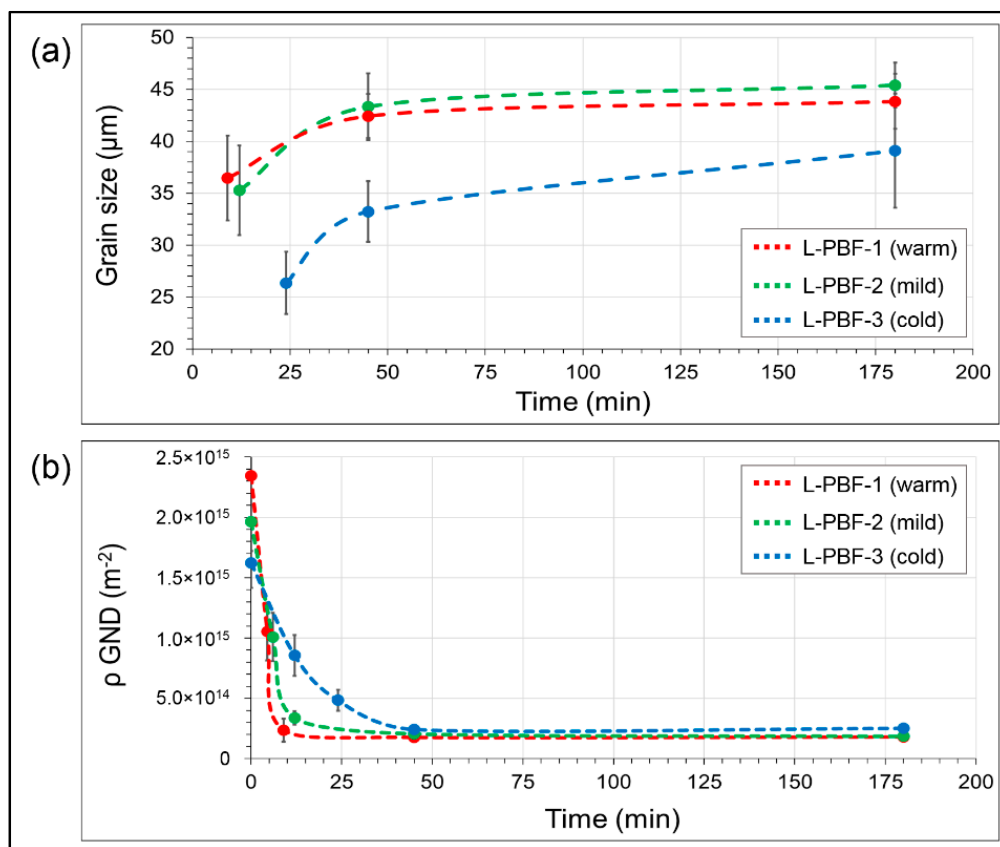 (a)
50
45
40
35
30
25
20
Grain size (µm)
0 25 50 75 100 125 150 175 200
Time (min)
L-PBF-1 (warm)
L-PBF-2 (mild)
L-PBF-3 (cold)
(b)
2.5×10¹⁵
2.0×10¹⁵
1.5×10¹⁵
1.0×10¹⁵
5.0×10¹⁴
0
ρ GND (m⁻²)
0 25 50 75 100 125 150 175 200
Time (min)
L-PBF-1 (warm)
L-PBF-2 (mild)
L-PBF-3 (cold)